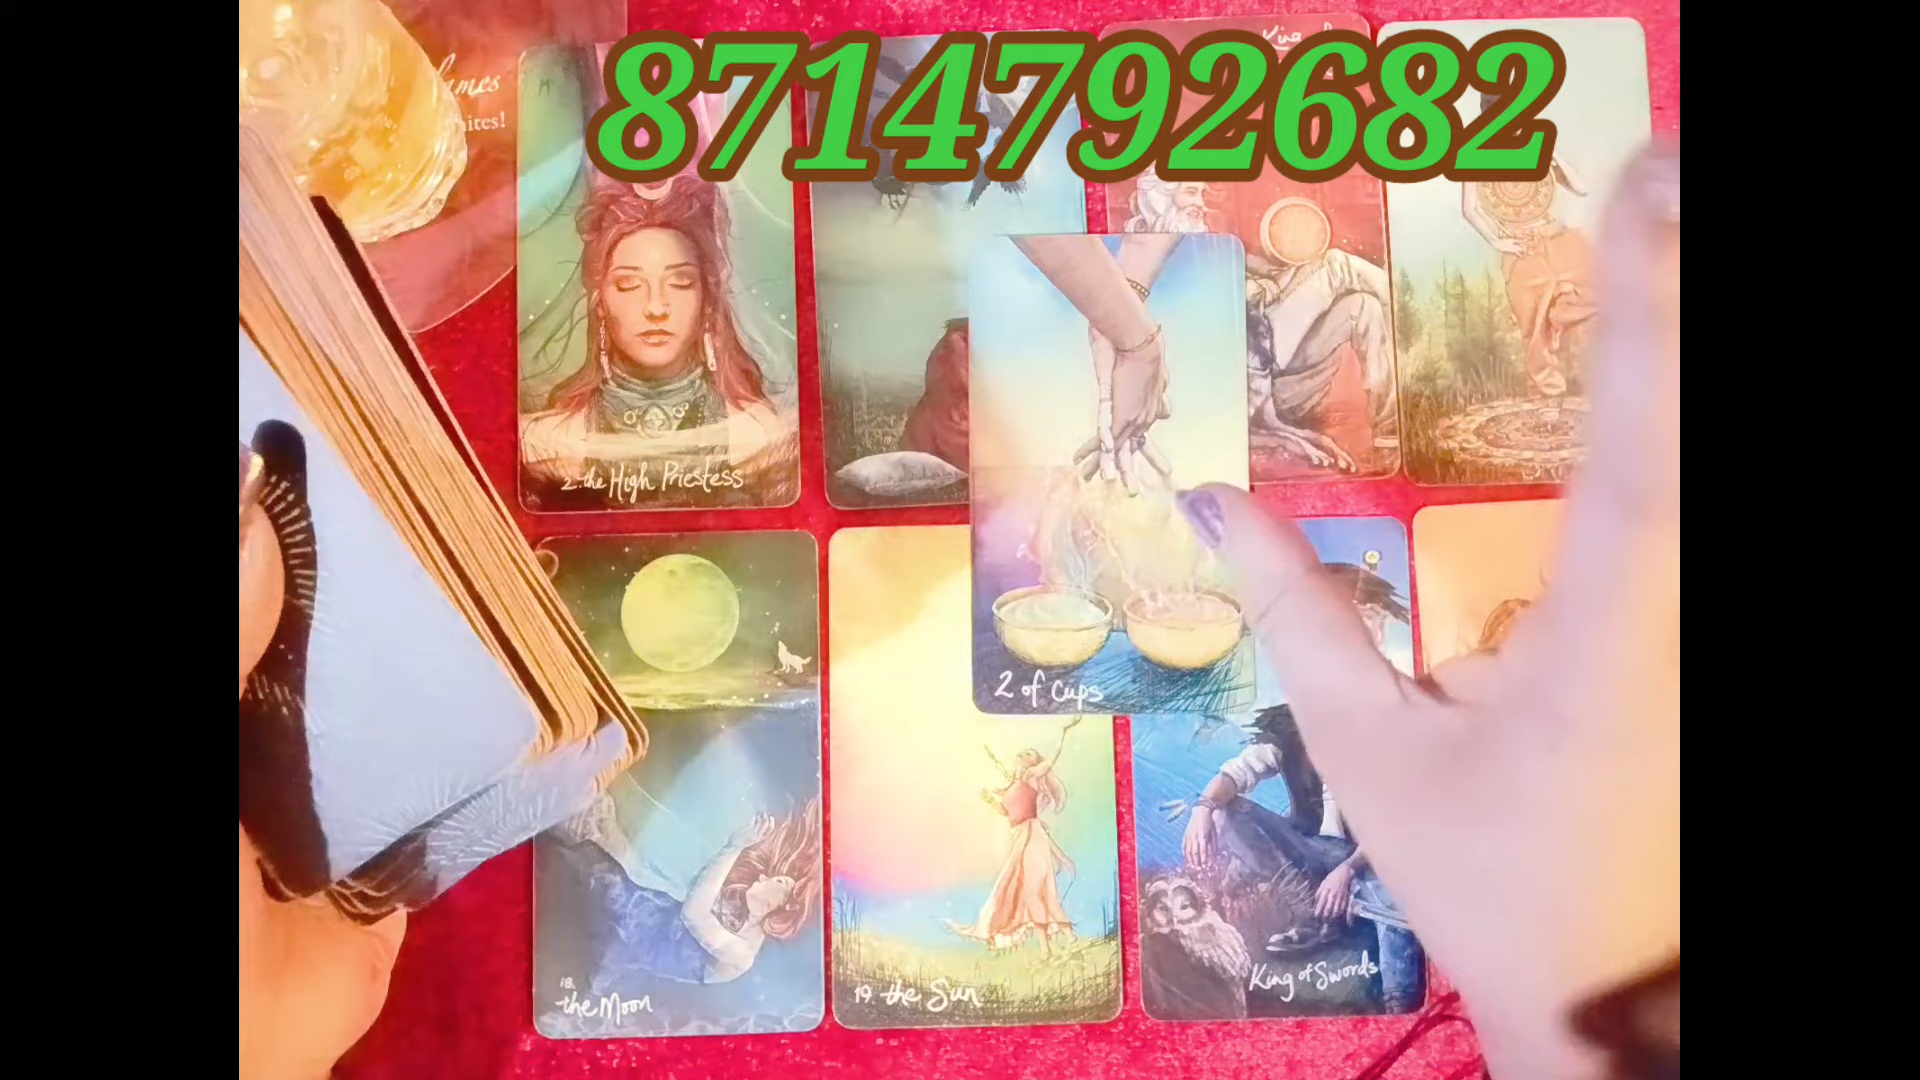 8714792682
2. the High Priestess
2 of Cups
18.
the Moon
19 the Sun
King of Swords